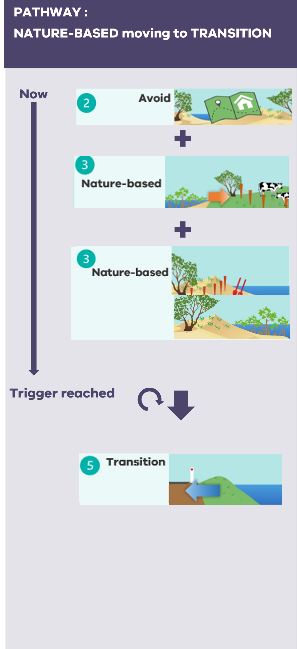 PATHWAY :
NATURE-BASED moving to TRANSITION
Now
2
Avoid
+
3
Nature-based
+
3
Nature-based
Trigger reached
5
Transition